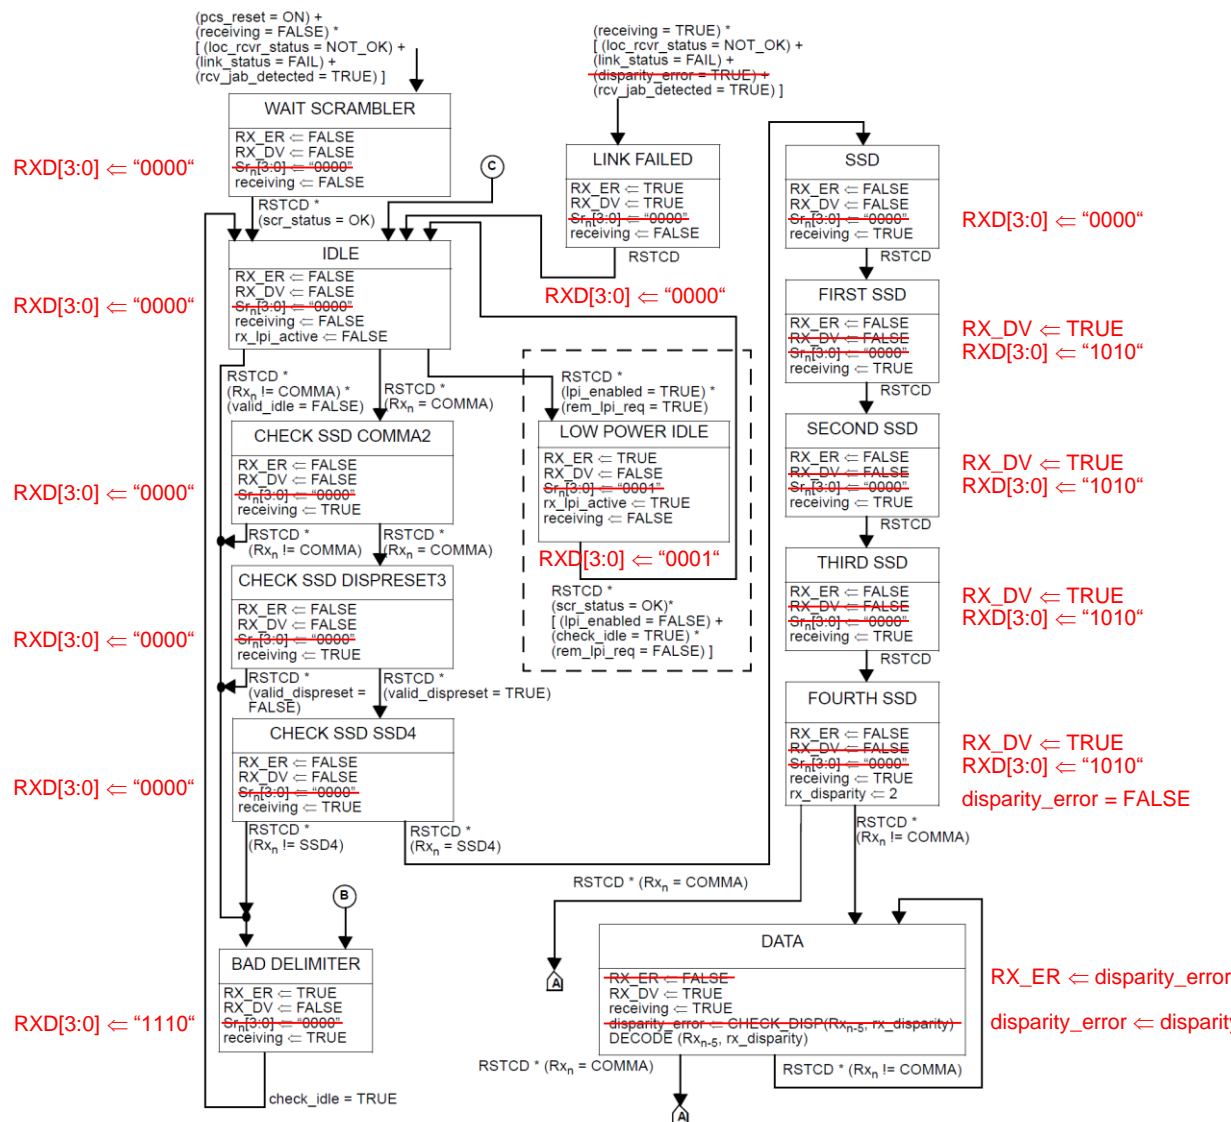 (pcs_reset = ON) +
(receiving = FALSE) *
[ (loc_rcvr_status = NOT_OK) +
(link_status = FAIL) +
(rcv_jab_detected = TRUE) ]
(receiving = TRUE) *
[ (loc_rcvr_status = NOT_OK) +
(link_status = FAIL) +
(disparity_error = TRUE) +
(rcv_jab_detected = TRUE) ]
WAIT SCRAMBLER
RX_ER ⇐ FALSE
RX_DV ⇐ FALSE
Srn[3:0] ⇐ “0000”
receiving ⇐ FALSE
RXD[3:0] ⇐ “0000“
RSTCD *
(scr_status = OK)
C
LINK FAILED
RX_ER ⇐ TRUE
RX_DV ⇐ TRUE
Srn[3:0] ⇐ “0000”
receiving ⇐ FALSE
RSTCD
RXD[3:0] ⇐ “0000“
SSD
RX_ER ⇐ FALSE
RX_DV ⇐ FALSE
Srn[3:0] ⇐ “0000”
receiving ⇐ TRUE
RXD[3:0] ⇐ “0000“
RSTCD
IDLE
RX_ER ⇐ FALSE
RX_DV ⇐ FALSE
Srn[3:0] ⇐ “0000”
receiving ⇐ FALSE
rx_lpi_active ⇐ FALSE
RXD[3:0] ⇐ “0000“
RSTCD *
(Rxn != COMMA) *
(valid_idle = FALSE)
RSTCD *
(Rxn = COMMA)
RSTCD *
(lpi_enabled = TRUE) *
(rem_lpi_req = TRUE)
FIRST SSD
RX_ER ⇐ FALSE
RX_DV ⇐ FALSE
Srn[3:0] ⇐ “0000”
receiving ⇐ TRUE
RX_DV ⇐ TRUE
RXD[3:0] ⇐ “1010“
RSTCD
CHECK SSD COMMA2
RX_ER ⇐ FALSE
RX_DV ⇐ FALSE
Srn[3:0] ⇐ “0000”
receiving ⇐ TRUE
RXD[3:0] ⇐ “0000“
RSTCD *
(Rxn != COMMA)
RSTCD *
(Rxn = COMMA)
LOW POWER IDLE
RX_ER ⇐ TRUE
RX_DV ⇐ FALSE
Srn[3:0] ⇐ “0001”
rx_lpi_active ⇐ TRUE
receiving ⇐ FALSE
RXD[3:0] ⇐ “0001“
RSTCD *
(scr_status = OK)*
[ (lpi_enabled = FALSE) +
(check_idle = TRUE) *
(rem_lpi_req = FALSE) ]
SECOND SSD
RX_ER ⇐ FALSE
RX_DV ⇐ FALSE
Srn[3:0] ⇐ “0000”
receiving ⇐ TRUE
RX_DV ⇐ TRUE
RXD[3:0] ⇐ “1010“
RSTCD
CHECK SSD DISPRESET3
RX_ER ⇐ FALSE
RX_DV ⇐ FALSE
Srn[3:0] ⇐ “0000”
receiving ⇐ TRUE
RXD[3:0] ⇐ “0000“
RSTCD *
(valid_dispreset =
FALSE)
RSTCD *
(valid_dispreset = TRUE)
THIRD SSD
RX_ER ⇐ FALSE
RX_DV ⇐ FALSE
Srn[3:0] ⇐ “0000”
receiving ⇐ TRUE
RX_DV ⇐ TRUE
RXD[3:0] ⇐ “1010“
RSTCD
CHECK SSD SSD4
RX_ER ⇐ FALSE
RX_DV ⇐ FALSE
Srn[3:0] ⇐ “0000”
receiving ⇐ TRUE
RXD[3:0] ⇐ “0000“
RSTCD *
(Rxn != SSD4)
RSTCD *
(Rxn = SSD4)
FOURTH SSD
RX_ER ⇐ FALSE
RX_DV ⇐ FALSE
Srn[3:0] ⇐ “0000”
receiving ⇐ TRUE
rx_disparity ⇐ 2
RX_DV ⇐ TRUE
RXD[3:0] ⇐ “1010“
disparity_error = FALSE
RSTCD *
(Rxn != COMMA)
RSTCD * (Rxn = COMMA)
A
B
BAD DELIMITER
RX_ER ⇐ TRUE
RX_DV ⇐ FALSE
Srn[3:0] ⇐ “0000”
receiving ⇐ TRUE
RXD[3:0] ⇐ “1110“
check_idle = TRUE
DATA
RX_ER ⇐ FALSE
RX_DV ⇐ TRUE
receiving ⇐ TRUE
disparity_error ⇐ CHECK_DISP(Rxn-5, rx_disparity)
DECODE (Rxn-5, rx_disparity)
RX_ER ⇐ disparity_error
disparity_error ⇐
RSTCD * (Rxn = COMMA)
RSTCD * (Rxn != COMMA)
A